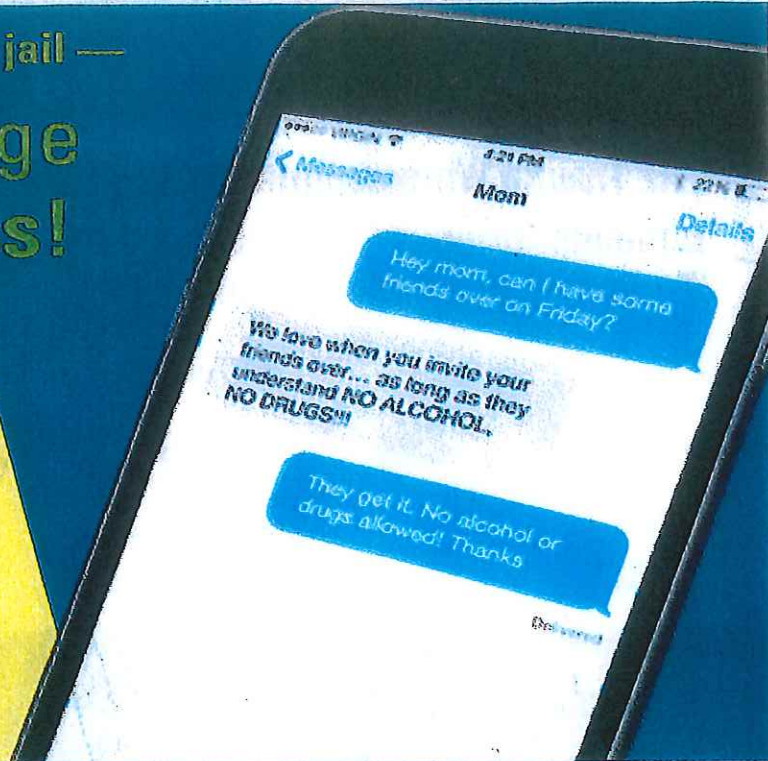 jail —
ge
s!
4:21 PM
22%
< Messages
Mom
Details
Hey mom, can I have some
friends over on Friday?
We love when you invite your
friends over... as long as they
understand NO ALCOHOL,
NO DRUGS!!!
They get it. No alcohol or
drugs allowed! Thanks
Delivered